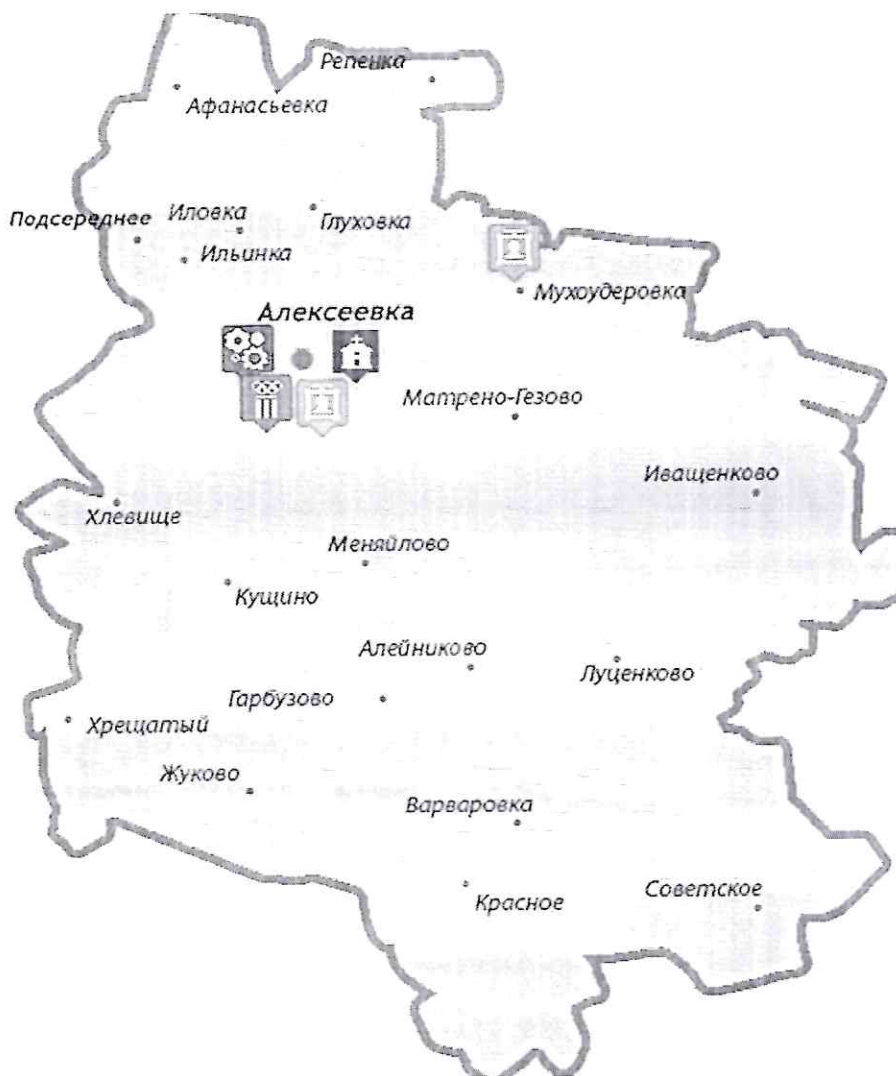 Репенка
Афанасьевка
Подсереднее
Иловка
Глуховка
Ильинка
Мухоудеровка
Алексеевка
Матрено-Гезово
Иващенково
Хлевище
Меняйлово
Кущино
Алейниково
Луценково
Гарбузово
Хрещатый
Жуково
Варваровка
Советское
Красное